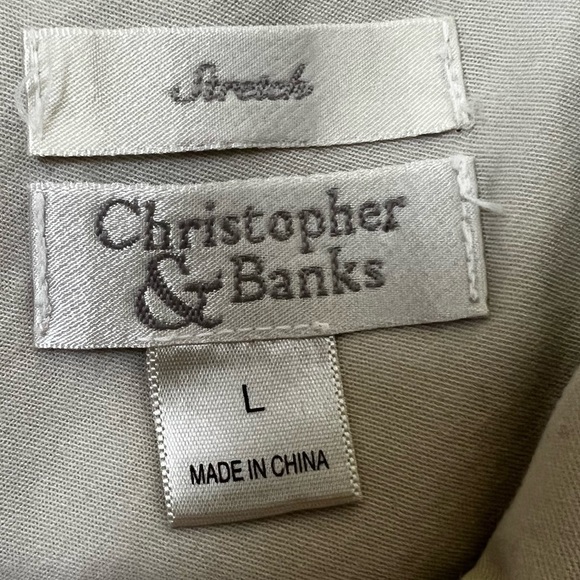 Stretch
Christopher
& Banks
L
MADE IN CHINA